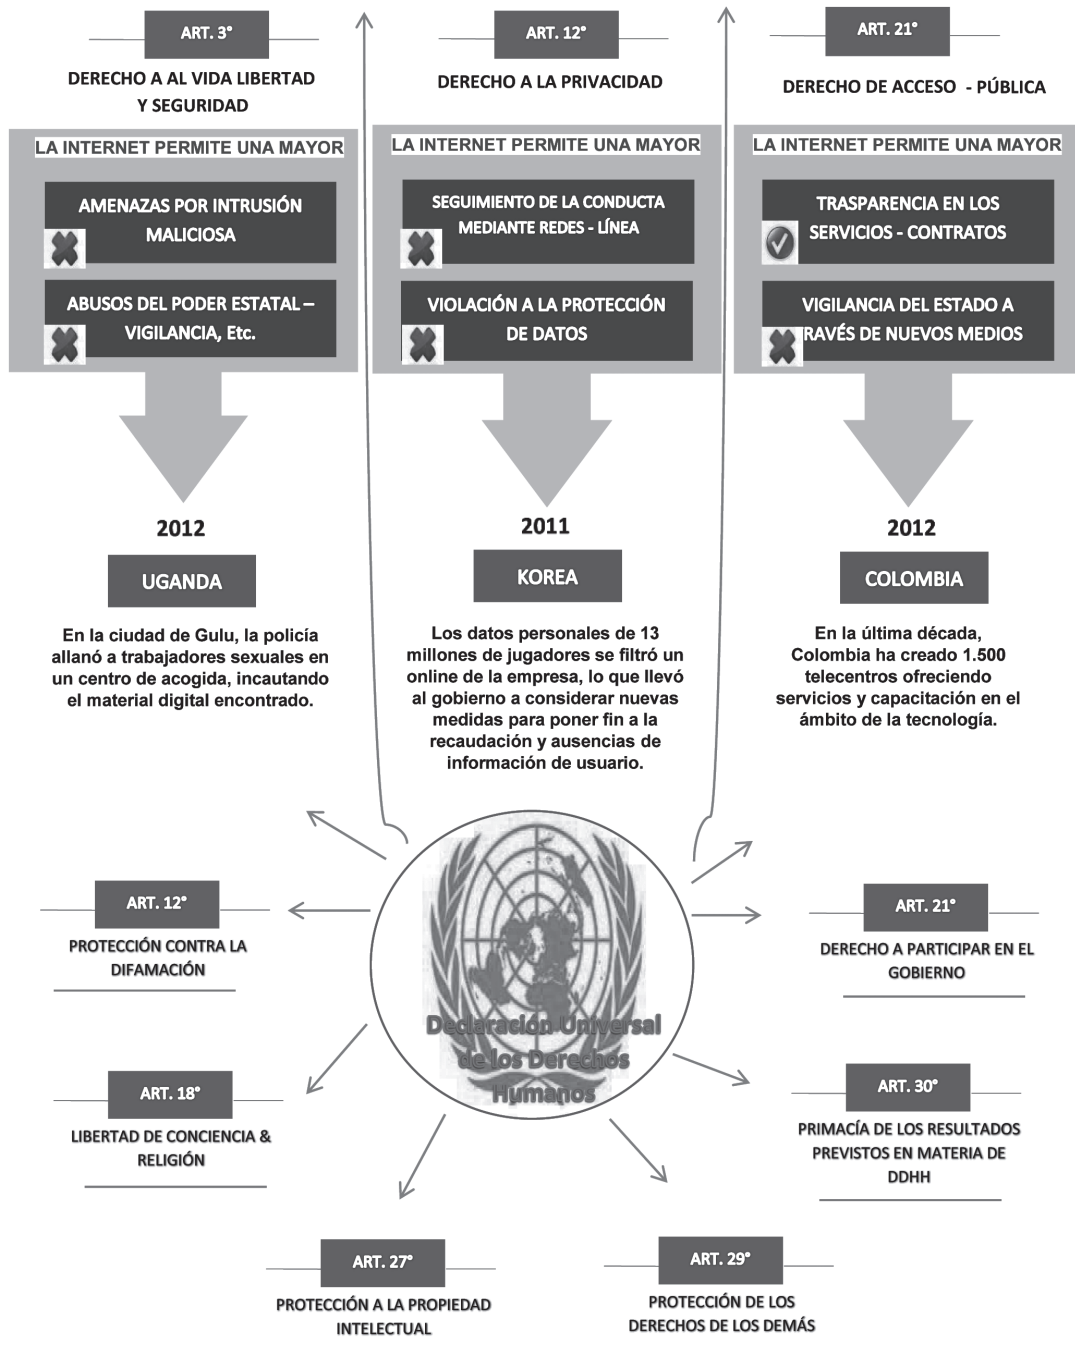 ART. 3°
DERECHO A AL VIDA LIBERTAD
Y SEGURIDAD
LA INTERNET PERMITE UNA MAYOR
AMENAZAS POR INTRUSIÓN
MALICIOSA
ABUSOS DEL PODER ESTATAL –
VIGILANCIA, Etc.
2012
UGANDA
En la ciudad de Gulu, la policía
allanó a trabajadores sexuales en
un centro de acogida, incautando
el material digital encontrado.
ART. 12°
DERECHO A LA PRIVACIDAD
LA INTERNET PERMITE UNA MAYOR
SEGUIMIENTO DE LA CONDUCTA
MEDIANTE REDES - LÍNEA
VIOLACIÓN A LA PROTECCIÓN
DE DATOS
2011
KOREA
Los datos personales de 13
millones de jugadores se filtró un
online de la empresa, lo que llevó
al gobierno a considerar nuevas
medidas para poner fin a la
recaudación y ausencias de
información de usuario.
ART. 21°
DERECHO DE ACCESO - PÚBLICA
LA INTERNET PERMITE UNA MAYOR
TRASPARENCIA EN LOS
SERVICIOS - CONTRATOS
VIGILANCIA DEL ESTADO A
RAVÉS DE NUEVOS MEDIOS
2012
COLOMBIA
En la última década,
Colombia ha creado 1.500
telecentros ofreciendo
servicios y capacitación en el
ámbito de la tecnología.
Declaración Universal
de los Derechos
Humanos
ART. 12°
PROTECCIÓN CONTRA LA
DIFAMACIÓN
ART. 18°
LIBERTAD DE CONCIENCIA &
RELIGIÓN
ART. 27°
PROTECCIÓN A LA PROPIEDAD
INTELECTUAL
ART. 29°
PROTECCIÓN DE LOS
DERECHOS DE LOS DEMÁS
ART. 30°
PRIMACÍA DE LOS RESULTADOS
PREVISTOS EN MATERIA DE
DDHH
ART. 21°
DERECHO A PARTICIPAR EN EL
GOBIERNO